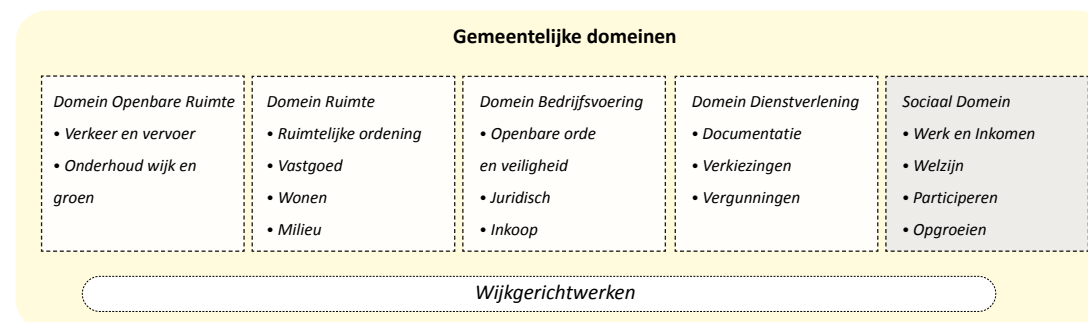 Gemeentelijke domeinen
Domein Openbare Ruimte
• Verkeer en vervoer
• Onderhoud wijk en
groen
Domein Ruimte
• Ruimtelijke ordening
• Vastgoed
• Wonen
• Milieu
Domein Bedrijfsvoering
• Openbare orde
en veiligheid
• Juridisch
• Inkoop
Domein Dienstverlening
• Documentatie
• Verkiezingen
• Vergunningen
Sociaal Domein
• Werk en Inkomen
• Welzijn
• Participeren
• Opgroeien
Wijkgerichtwerken